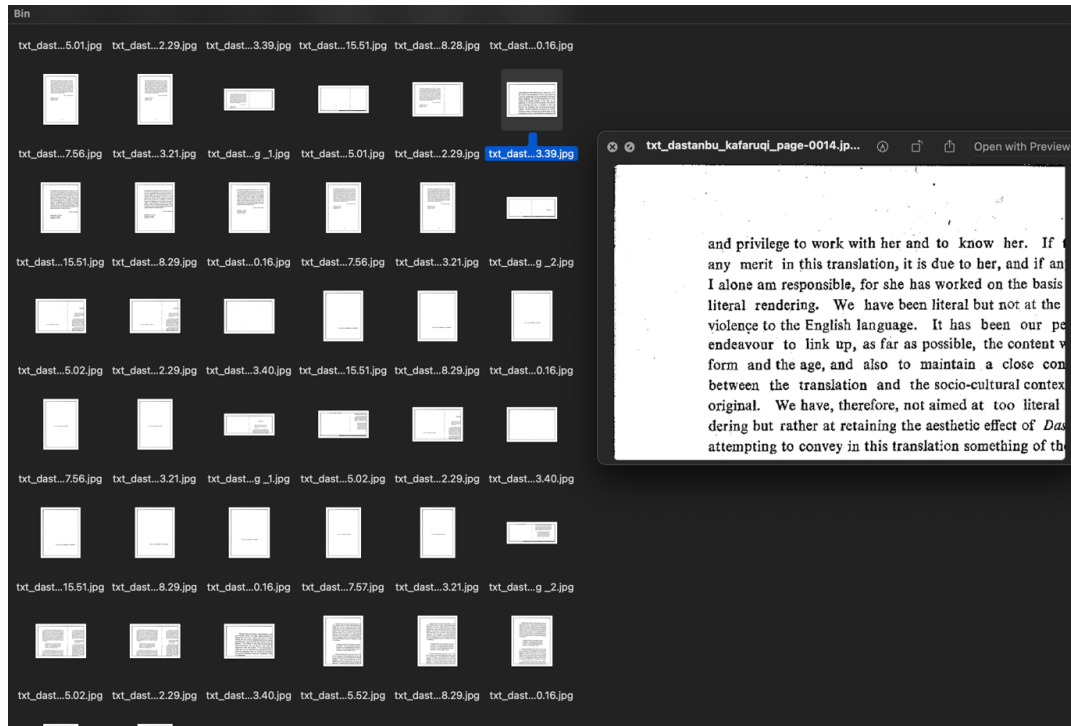 Bin
txt_dast...5.01.jpg txt_dast...2.29.jpg txt_dast...3.39.jpg txt_dast...15.51.jpg txt_dast...8.28.jpg txt_dast...0.16.jpg
txt_dast...7.56.jpg txt_dast...3.21.jpg txt_dast...g _1.jpg txt_dast...5.01.jpg txt_dast...2.29.jpg txt_dast...3.39.jpg
txt_dast...15.51.jpg txt_dast...8.29.jpg txt_dast...0.16.jpg txt_dast...7.56.jpg txt_dast...3.21.jpg txt_dast...g _2.jpg
txt_dast...5.02.jpg txt_dast...2.29.jpg txt_dast...3.40.jpg txt_dast...15.51.jpg txt_dast...8.29.jpg txt_dast...0.16.jpg
txt_dast...7.56.jpg txt_dast...3.21.jpg txt_dast...g _1.jpg txt_dast...5.02.jpg txt_dast...2.29.jpg txt_dast...3.40.jpg
txt_dast...15.51.jpg txt_dast...8.29.jpg txt_dast...0.16.jpg txt_dast...7.57.jpg txt_dast...3.21.jpg txt_dast...g _2.jpg
txt_dast...5.02.jpg txt_dast...2.29.jpg txt_dast...3.40.jpg txt_dast...5.52.jpg txt_dast...8.29.jpg txt_dast...0.16.jpg
txt_dastanbu_kafaruqi_page-0014.jp... Open with Preview
and privilege to work with her and to know her. If
any merit in this translation, it is due to her, and if an
I alone am responsible, for she has worked on the basis
literal rendering. We have been literal but not at the
violence to the English language. It has been our pe
endeavour to link up, as far as possible, the content w
form and the age, and also to maintain a close con
between the translation and the socio-cultural contex
original. We have, therefore, not aimed at too literal
dering but rather at retaining the aesthetic effect of Das
attempting to convey in this translation something of th